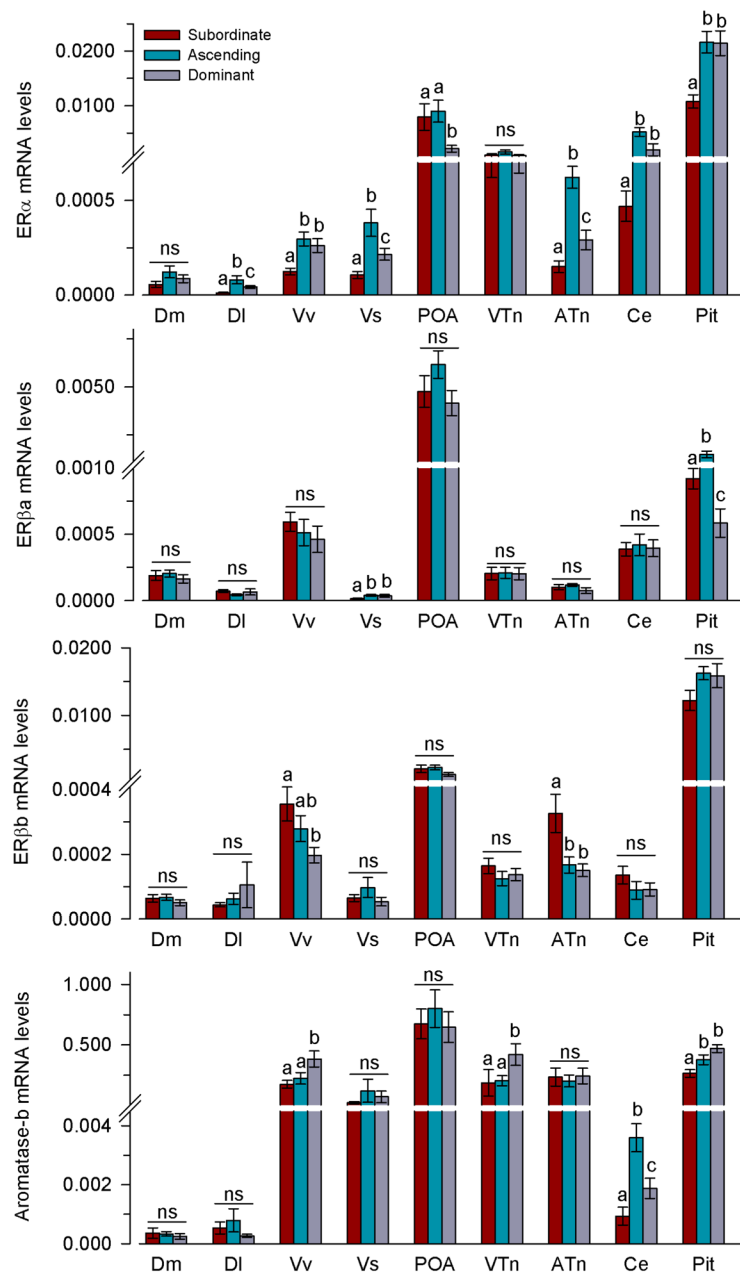 Subordinate
Ascending
Dominant
ERα mRNA levels
0.0200
0.0100
0.0005
0.0000
ns
a b c
a b b
a b c
a a b
ns
a b c
a b b
a b b
Dm Dl Vv Vs POA VTn ATn Ce Pit
ERβa mRNA levels
0.0050
0.0010
0.0005
0.0000
ns
ns
ns
a b b
ns
ns
ns
ns
a b c
Dm Dl Vv Vs POA VTn ATn Ce Pit
ERβb mRNA levels
0.0200
0.0100
0.0004
0.0002
0.0000
ns
ns
a ab b
ns
ns
ns
a b b
ns
ns
Dm Dl Vv Vs POA VTn ATn Ce Pit
Aromatase-b mRNA levels
1.000
0.500
0.004
0.002
0.000
ns
ns
a a b
ns
ns
a a b
ns
a b c
a b b
Dm Dl Vv Vs POA VTn ATn Ce Pit